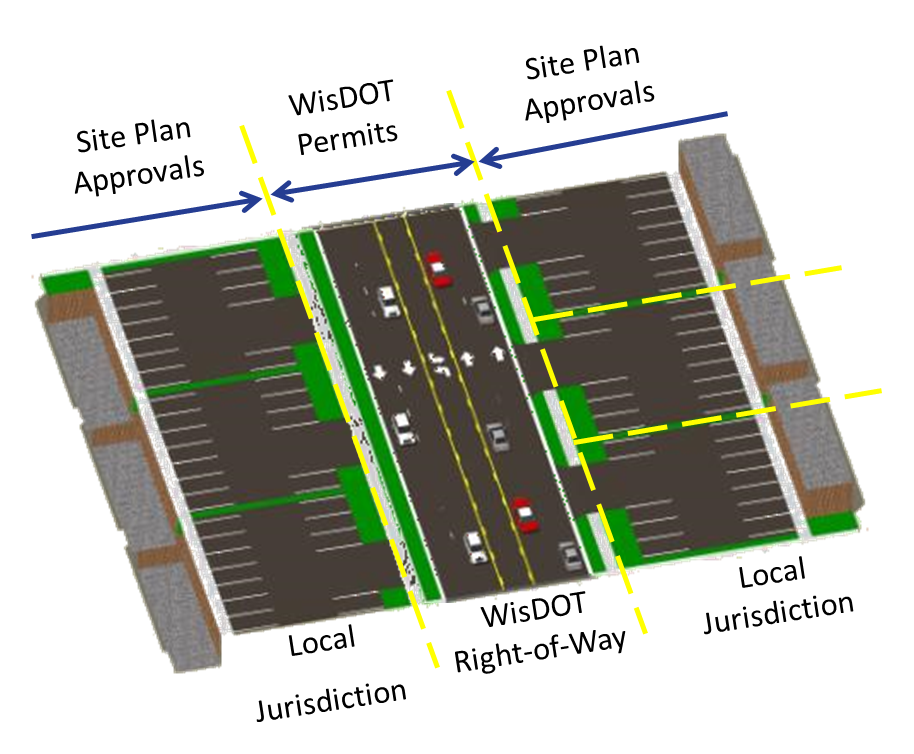 Site Plan
Approvals
WisDOT
Permits
Site Plan
Approvals
Local
Jurisdiction
WisDOT
Right-of-Way
Local
Jurisdiction